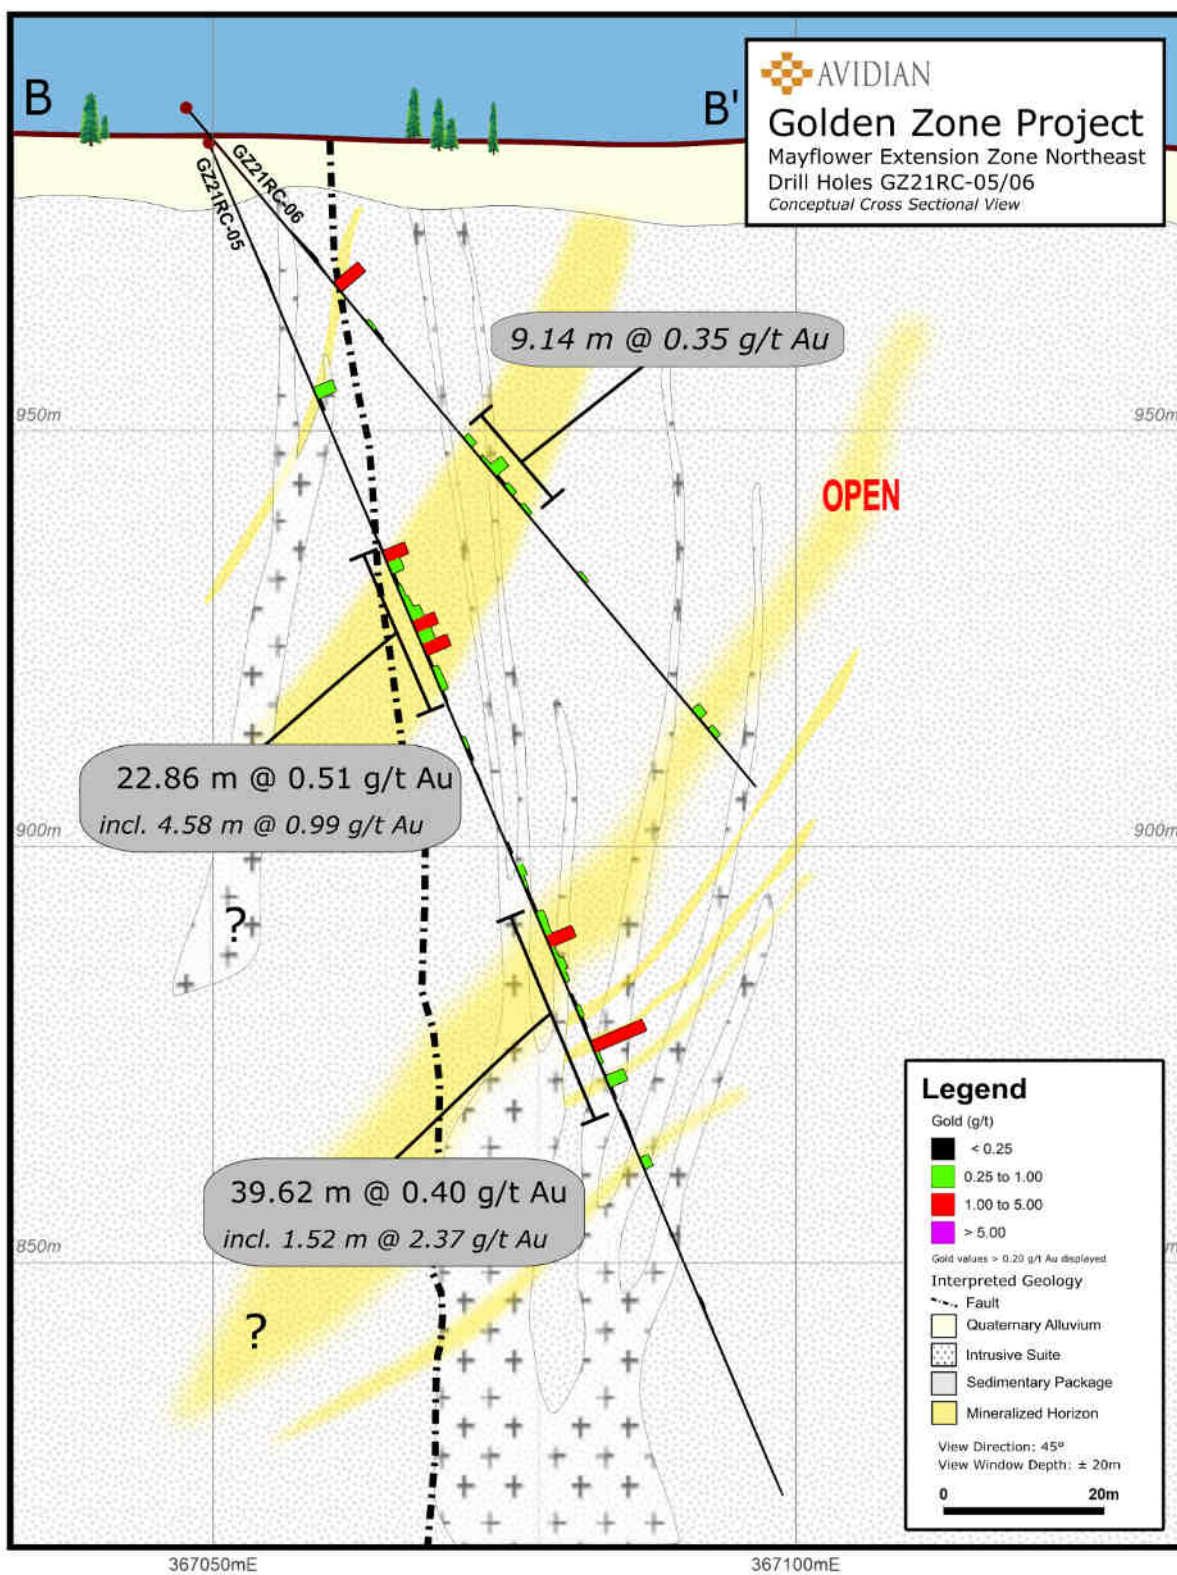 B
B'
AVIDIAN
Golden Zone Project
Mayflower Extension Zone Northeast
Drill Holes GZ21RC-05/06
Conceptual Cross Sectional View
GZ21RC-06
GZ21RC-05
9.14 m @ 0.35 g/t Au
950m
950m
OPEN
22.86 m @ 0.51 g/t Au
incl. 4.58 m @ 0.99 g/t Au
900m
900m
?
39.62 m @ 0.40 g/t Au
incl. 1.52 m @ 2.37 g/t Au
850m
?
Legend
Gold (g/t)
< 0.25
0.25 to 1.00
1.00 to 5.00
> 5.00
Gold values > 0.20 g/t Au displayed
Interpreted Geology
Fault
Quaternary Alluvium
Intrusive Suite
Sedimentary Package
Mineralized Horizon
View Direction: 45º
View Window Depth: ± 20m
0 20m
367050mE
367100mE